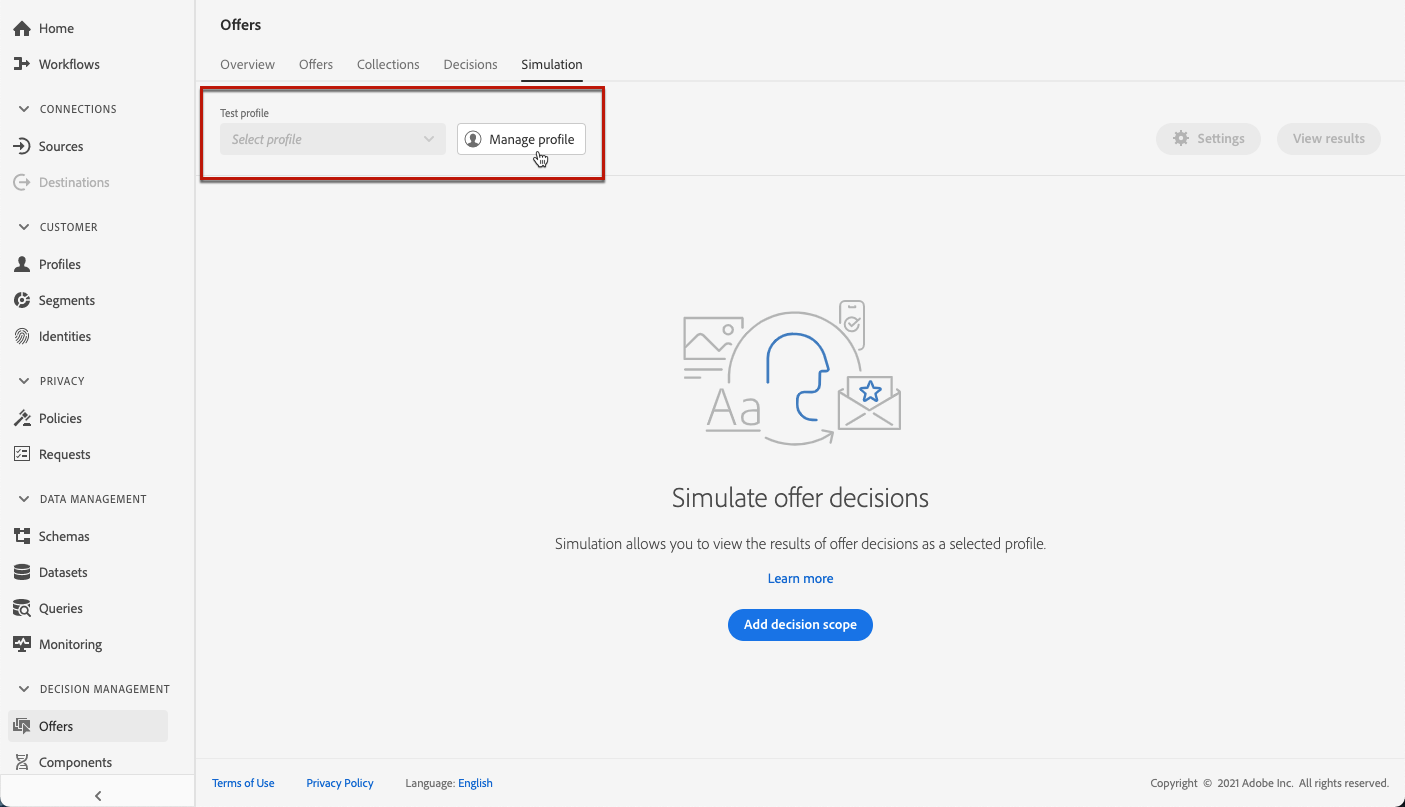 Home
Workflows
CONNECTIONS
Sources
Destinations
CUSTOMER
Profiles
Segments
Identities
PRIVACY
Policies
Requests
DATA MANAGEMENT
Schemas
Datasets
Queries
Monitoring
DECISION MANAGEMENT
Offers
Components
Offers
Overview Offers Collections Decisions Simulation
Test profile
Select profile Manage profile Settings View results
Aa
Simulate offer decisions
Simulation allows you to view the results of offer decisions as a selected profile.
Learn more
Add decision scope
Terms of Use Privacy Policy Language: English Copyright © 2021 Adobe Inc. All rights reserved.